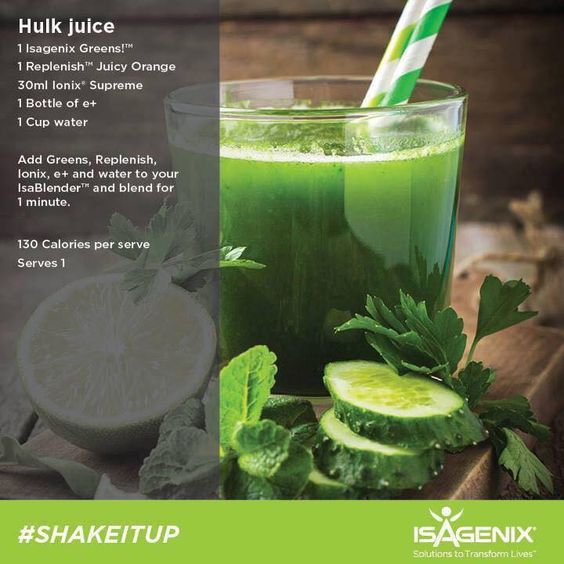 Hulk juice
1 Isagenix Greens!™
1 Replenish™ Juicy Orange
30ml Ionix® Supreme
1 Bottle of e+
1 Cup water
Add Greens, Replenish,
Ionix, e+ and water to your
IsaBlender™ and blend for
1 minute.
130 Calories per serve
Serves 1
#SHAKEITUP
ISAGENIX®
Solutions to Transform Lives™